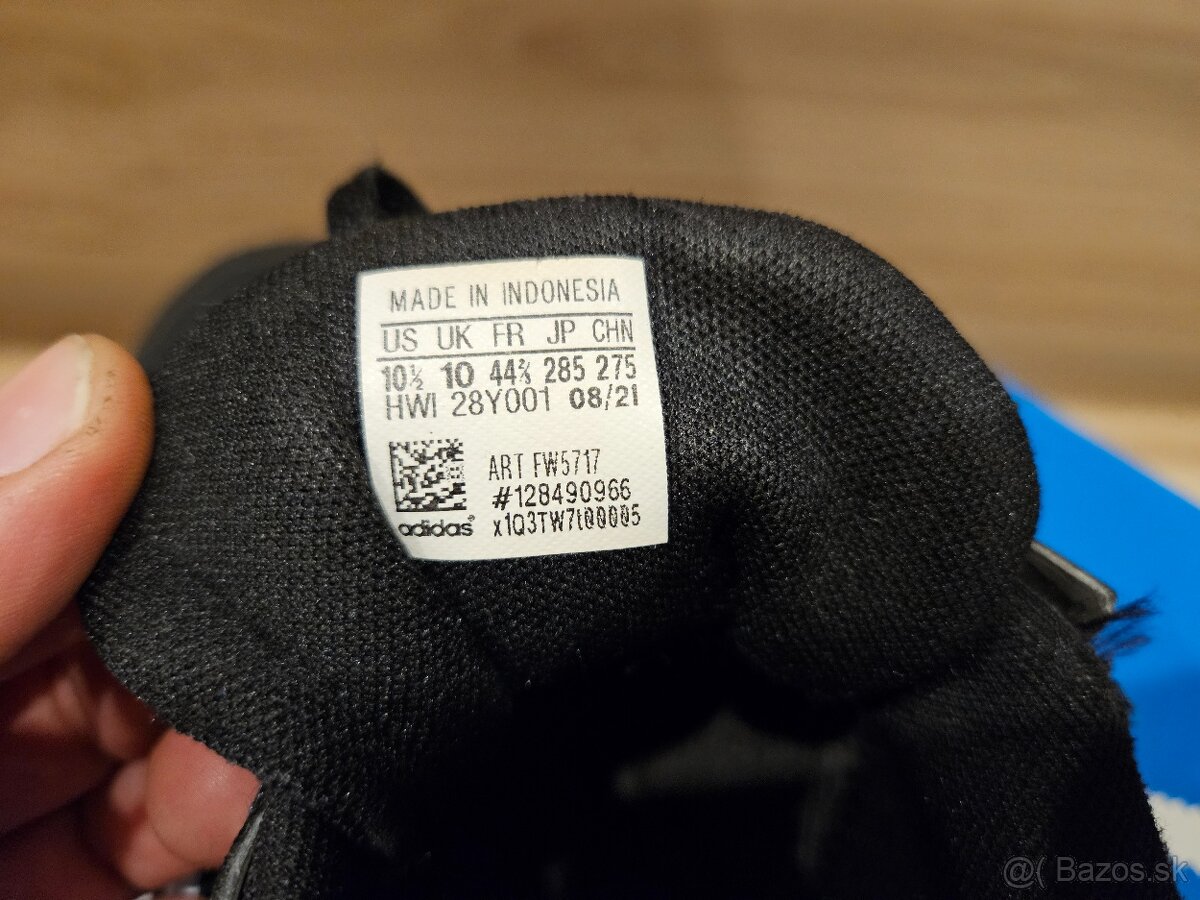 MADE IN INDONESIA
US UK FR JP CHN
10½ 10 44⅔ 285 275
HWI 28Y001 08/21
ART FW5717
#128490966
adidas®
@( Bazos.sk